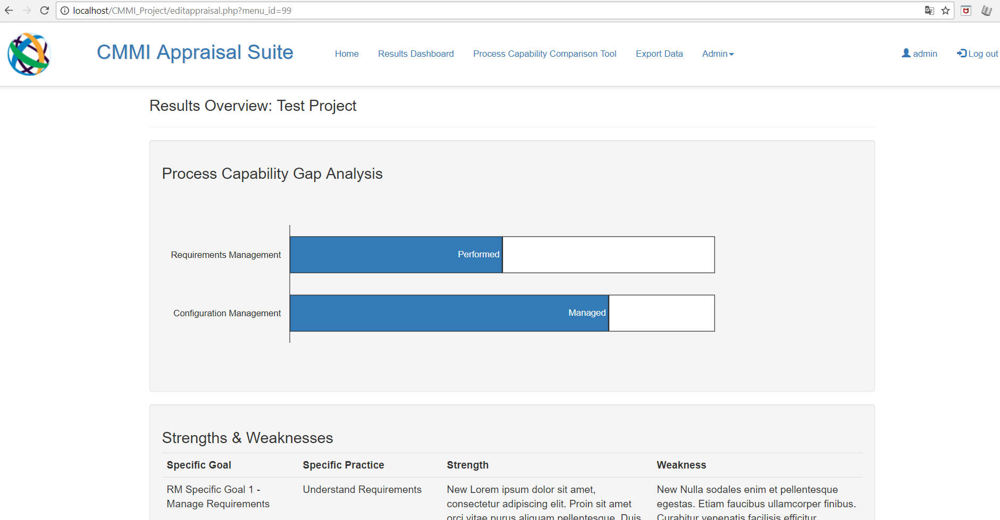 localhost/CMMI_Project/editappraisal.php?menu_id=99
CMMI Appraisal Suite
Home Results Dashboard Process Capability Comparison Tool Export Data Admin
admin Log out
Results Overview: Test Project
Process Capability Gap Analysis
Requirements Management Performed
Configuration Management Managed
Strengths & Weaknesses
Specific Goal Specific Practice Strength Weakness
RM Specific Goal 1 - Understand Requirements New Lorem ipsum dolor sit amet, New Nulla sodales enim et pellentesque
Manage Requirements consectetur adipiscing elit. Proin sit amet egestas. Etiam faucibus ullamcorper finibus.
orci vitae purus aliquam pellentesque. Duis Curabitur venenatis facilisis efficitur.